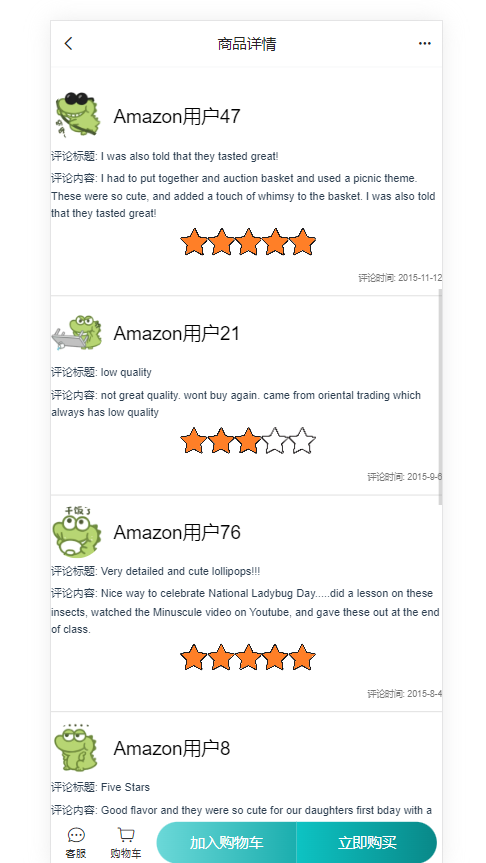 商品详情
Amazon用户47
评论标题: I was also told that they tasted great!
评论内容: I had to put together and auction basket and used a picnic theme.
These were so cute, and added a touch of whimsy to the basket. I was also told
that they tasted great!
评论时间: 2015-11-12
Amazon用户21
评论标题: low quality
评论内容: not great quality. wont buy again. came from oriental trading which
always has low quality
评论时间: 2015-9-6
干饭了
Amazon用户76
评论标题: Very detailed and cute lollipops!!!
评论内容: Nice way to celebrate National Ladybug Day.....did a lesson on these
insects, watched the Minuscule video on Youtube, and gave these out at the end
of class.
评论时间: 2015-8-4
Amazon用户8
评论标题: Five Stars
评论内容: Good flavor and they were so cute for our daughters first bday with a
客服
购物车
加入购物车
立即购买